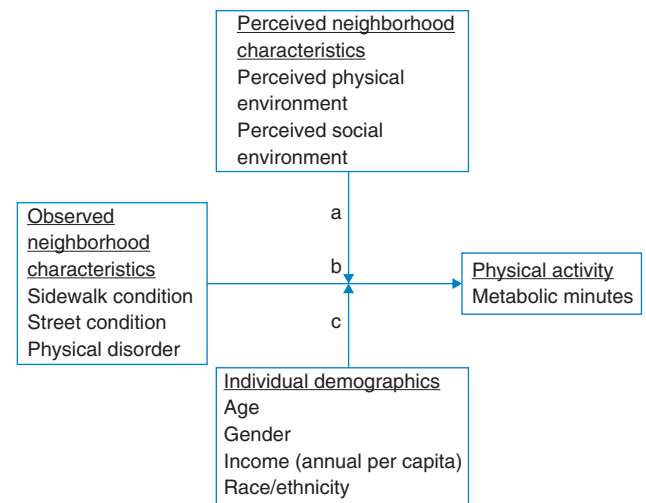 Perceived neighborhood
characteristics
Perceived physical
environment
Perceived social
environment
a
Observed
neighborhood
characteristics
Sidewalk condition
Street condition
Physical disorder
b
Physical activity
Metabolic minutes
c
Individual demographics
Age
Gender
Income (annual per capita)
Race/ethnicity